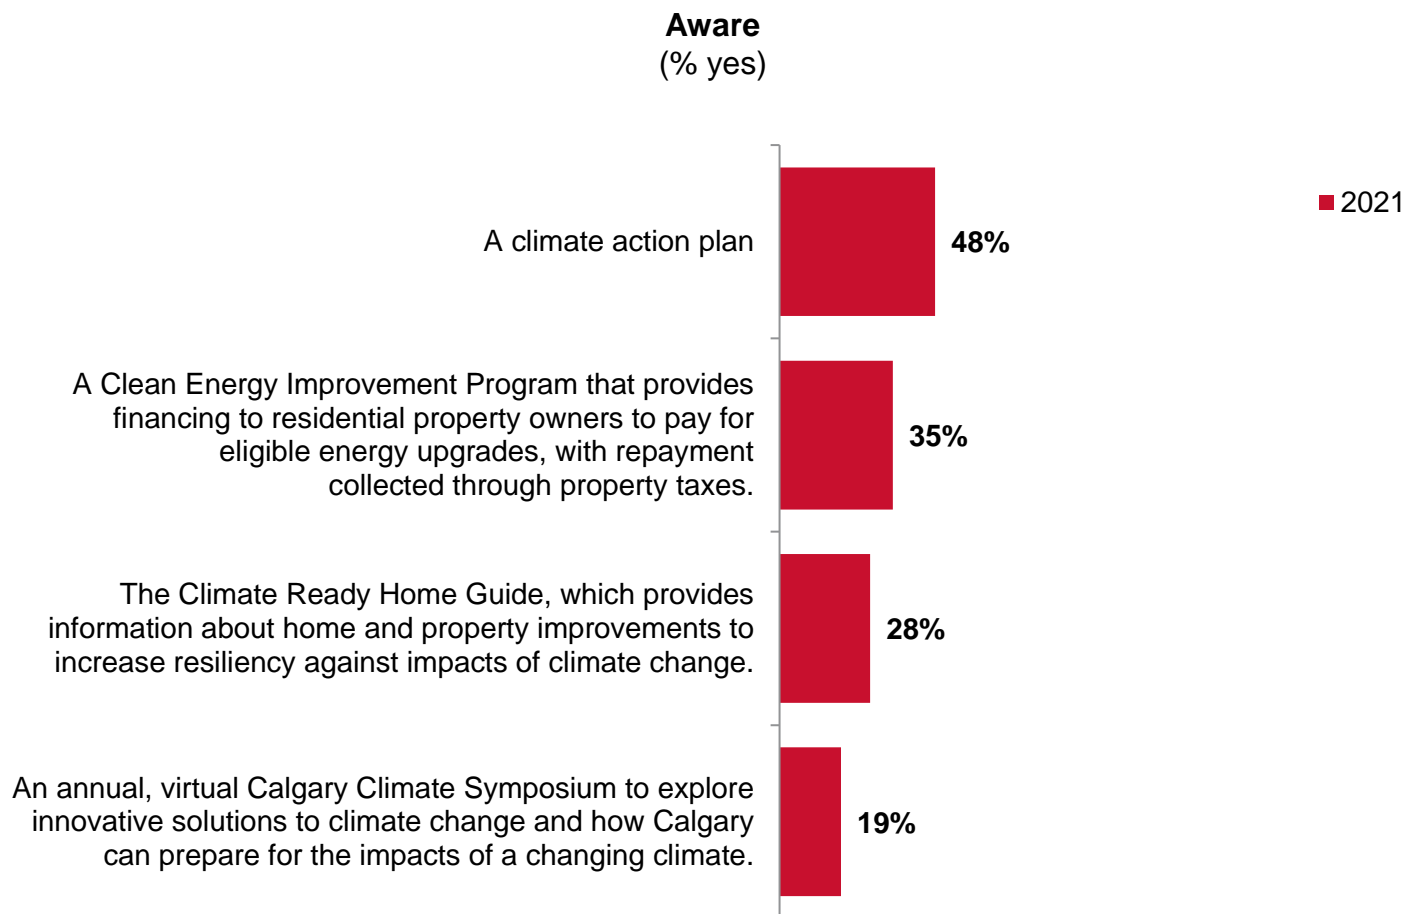 Aware
(% yes)
2021
A climate action plan
48%
A Clean Energy Improvement Program that provides
financing to residential property owners to pay for
eligible energy upgrades, with repayment
collected through property taxes.
35%
The Climate Ready Home Guide, which provides
information about home and property improvements to
increase resiliency against impacts of climate change.
28%
An annual, virtual Calgary Climate Symposium to explore
innovative solutions to climate change and how Calgary
can prepare for the impacts of a changing climate.
19%